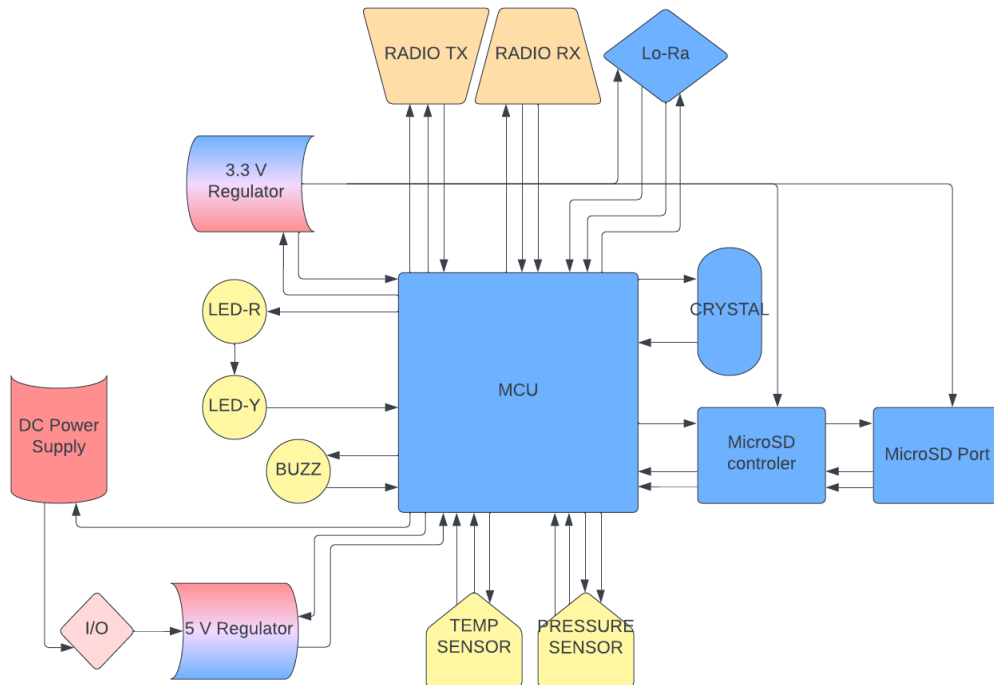 RADIO TX
RADIO RX
Lo-Ra
3.3 V
Regulator
LED-R
CRYSTAL
MCU
LED-Y
DC Power
Supply
MicroSD
controler
MicroSD Port
BUZZ
I/O
5 V Regulator
TEMP
SENSOR
PRESSURE
SENSOR